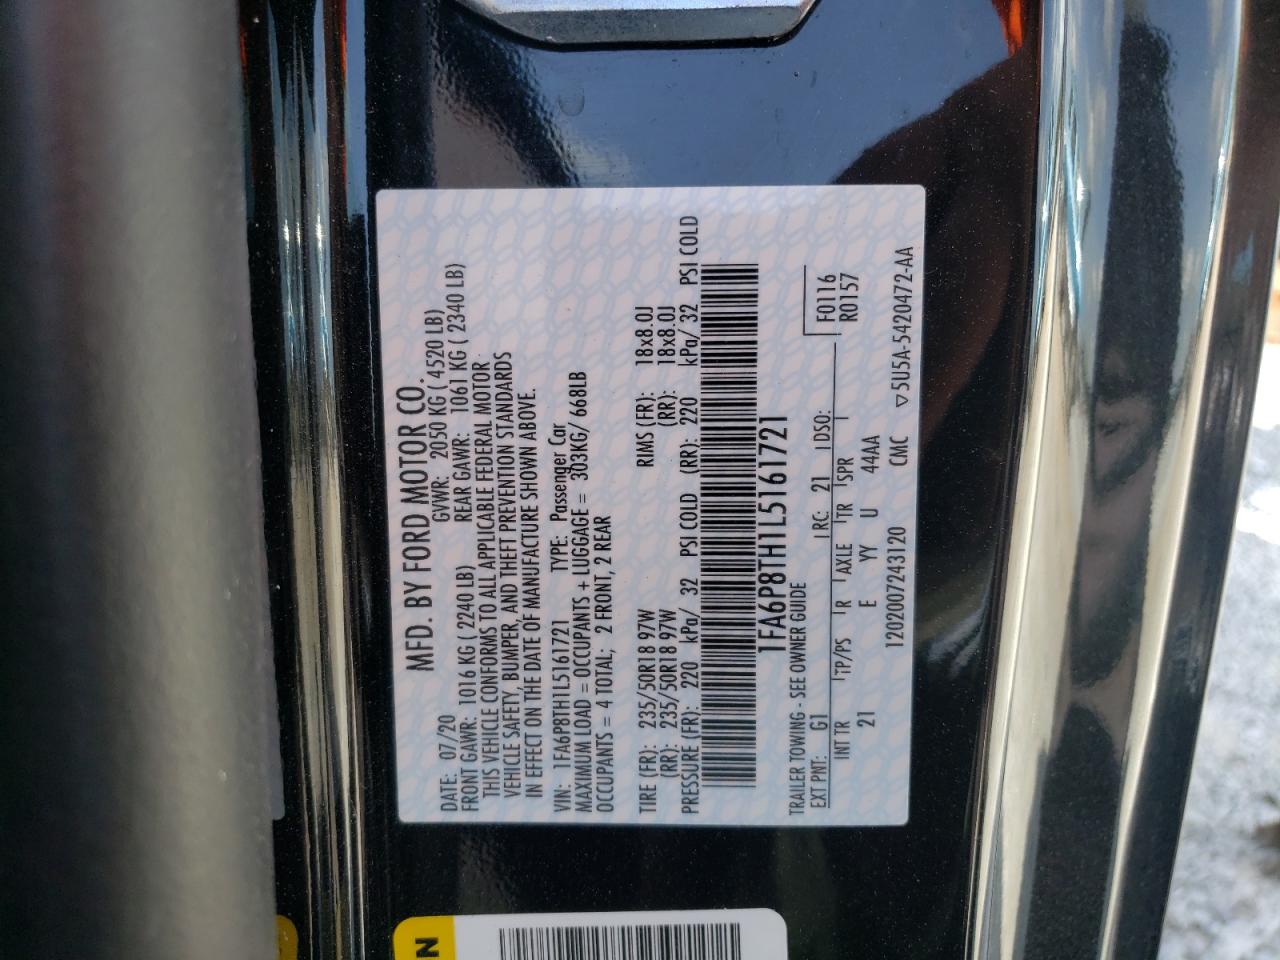 MFD. BY FORD MOTOR CO.
DATE: 07/20 GVWR: 2050 KG ( 4520 LB)
FRONT GAWR: 1016 KG ( 2240 LB) REAR GAWR: 1061 KG ( 2340 LB)
THIS VEHICLE CONFORMS TO ALL APPLICABLE FEDERAL MOTOR
VEHICLE SAFETY, BUMPER, AND THEFT PREVENTION STANDARDS
IN EFFECT ON THE DATE OF MANUFACTURE SHOWN ABOVE.
VIN: 1FA6P8TH1L5161721 TYPE: Passenger Car
MAXIMUM LOAD = OCCUPANTS + LUGGAGE = 303KG/ 668LB
OCCUPANTS = 4 TOTAL; 2 FRONT, 2 REAR
TIRE (FR): 235/50R18 97W RIMS (FR): 18x8.0J
(RR): 235/50R18 97W (RR): 18x8.0J
PRESSURE (FR): 220 kPa/ 32 PSI COLD (RR): 220 kPa/ 32 PSI COLD
1FA6P8TH1L5161721
TRAILER TOWING - SEE OWNER GUIDE
F0116
EXT PNT: G1 RC: 21 DSO: R0157
INT TR TP/PS R AXLE TR SPR
21 E YY U 44AA
1202007243120 CMC ▽5U5A-5420472-AA
N